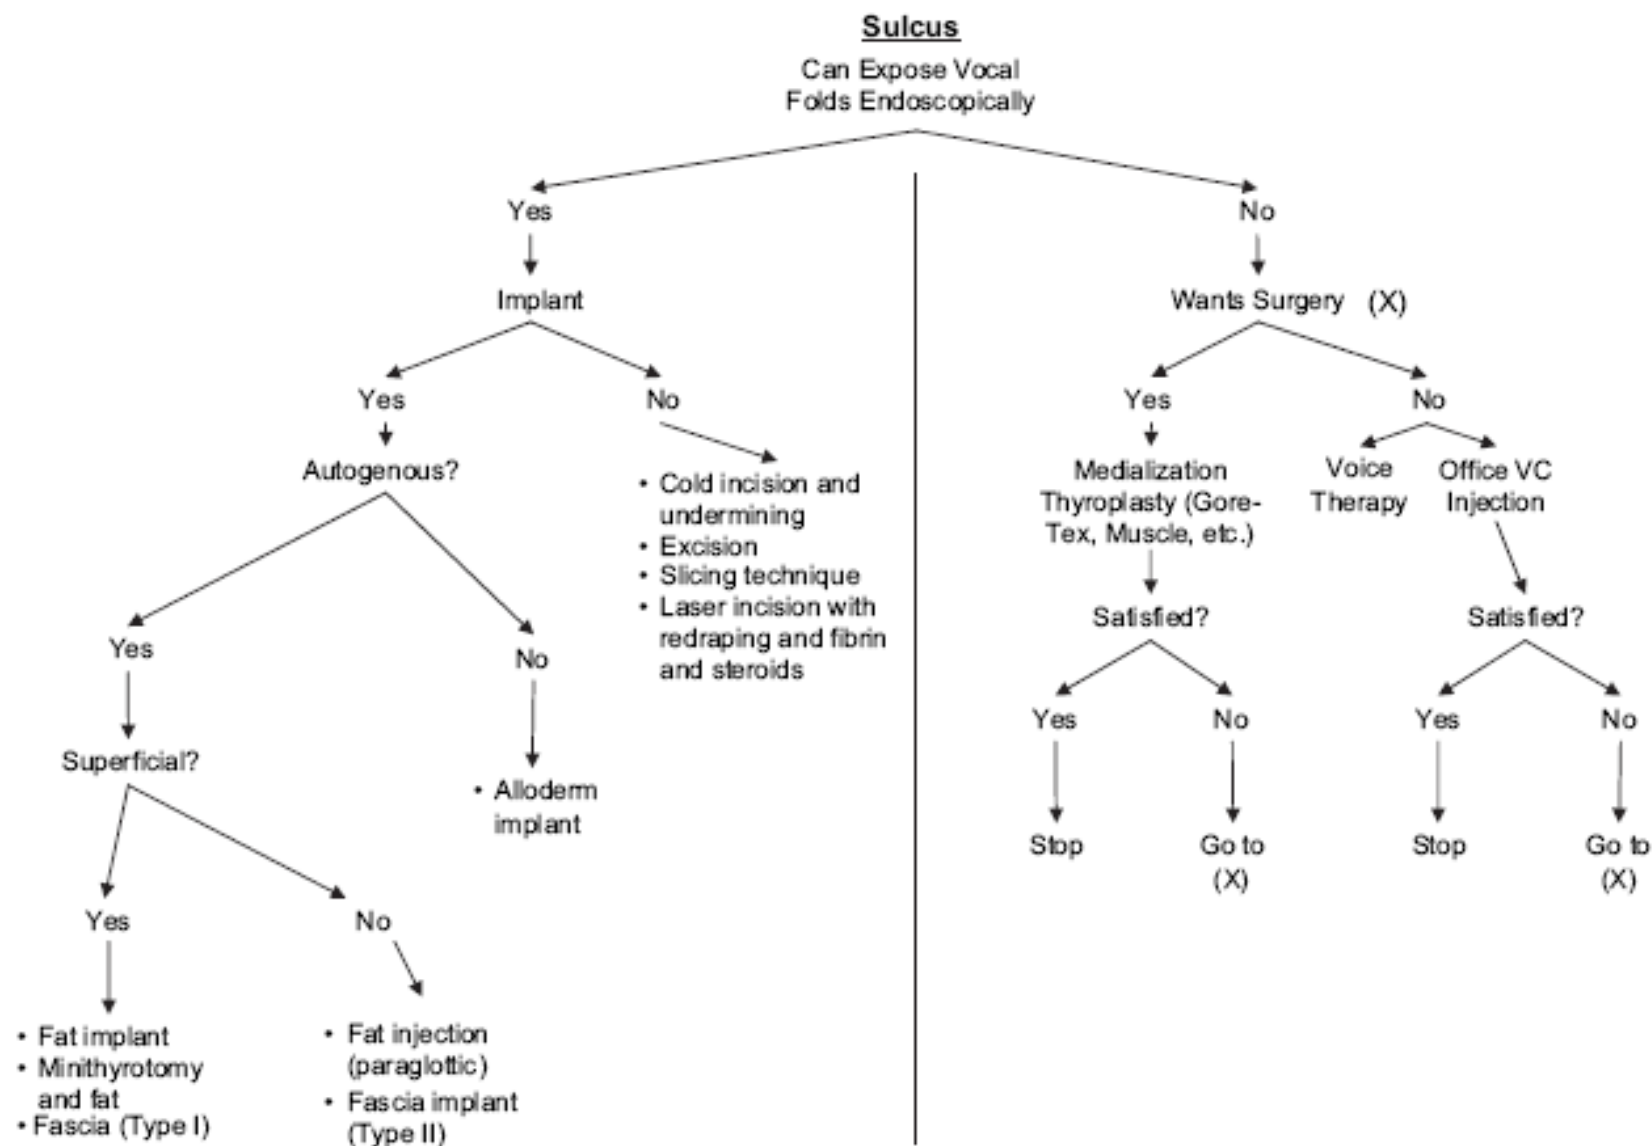 Sulcus
Can Expose Vocal
Folds Endoscopically
Yes
No
Implant
Wants Surgery (X)
Yes
No
Yes
No
Autogenous?
• Cold incision and
undermining
• Excision
• Slicing technique
• Laser incision with
redraping and fibrin
and steroids
Medialization
Thyroplasty (Gore-
Tex, Muscle, etc.)
Voice
Therapy
Office VC
Injection
Yes
No
Satisfied?
Satisfied?
Superficial?
• Alloderm
implant
Yes
No
Yes
No
Stop
Go to
(X)
Stop
Go to
(X)
Yes
No
• Fat implant
• Minithyrotomy
and fat
• Fascia (Type I)
• Fat injection
(paraglottic)
• Fascia implant
(Type II)